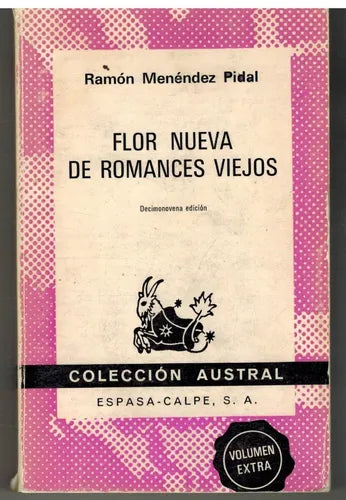 Ramón Menéndez Pidal
FLOR NUEVA
DE ROMANCES VIEJOS
Decimonovena edición
COLECCIÓN AUSTRAL
ESPASA-CALPE, S. A.
VOLUMEN
EXTRA